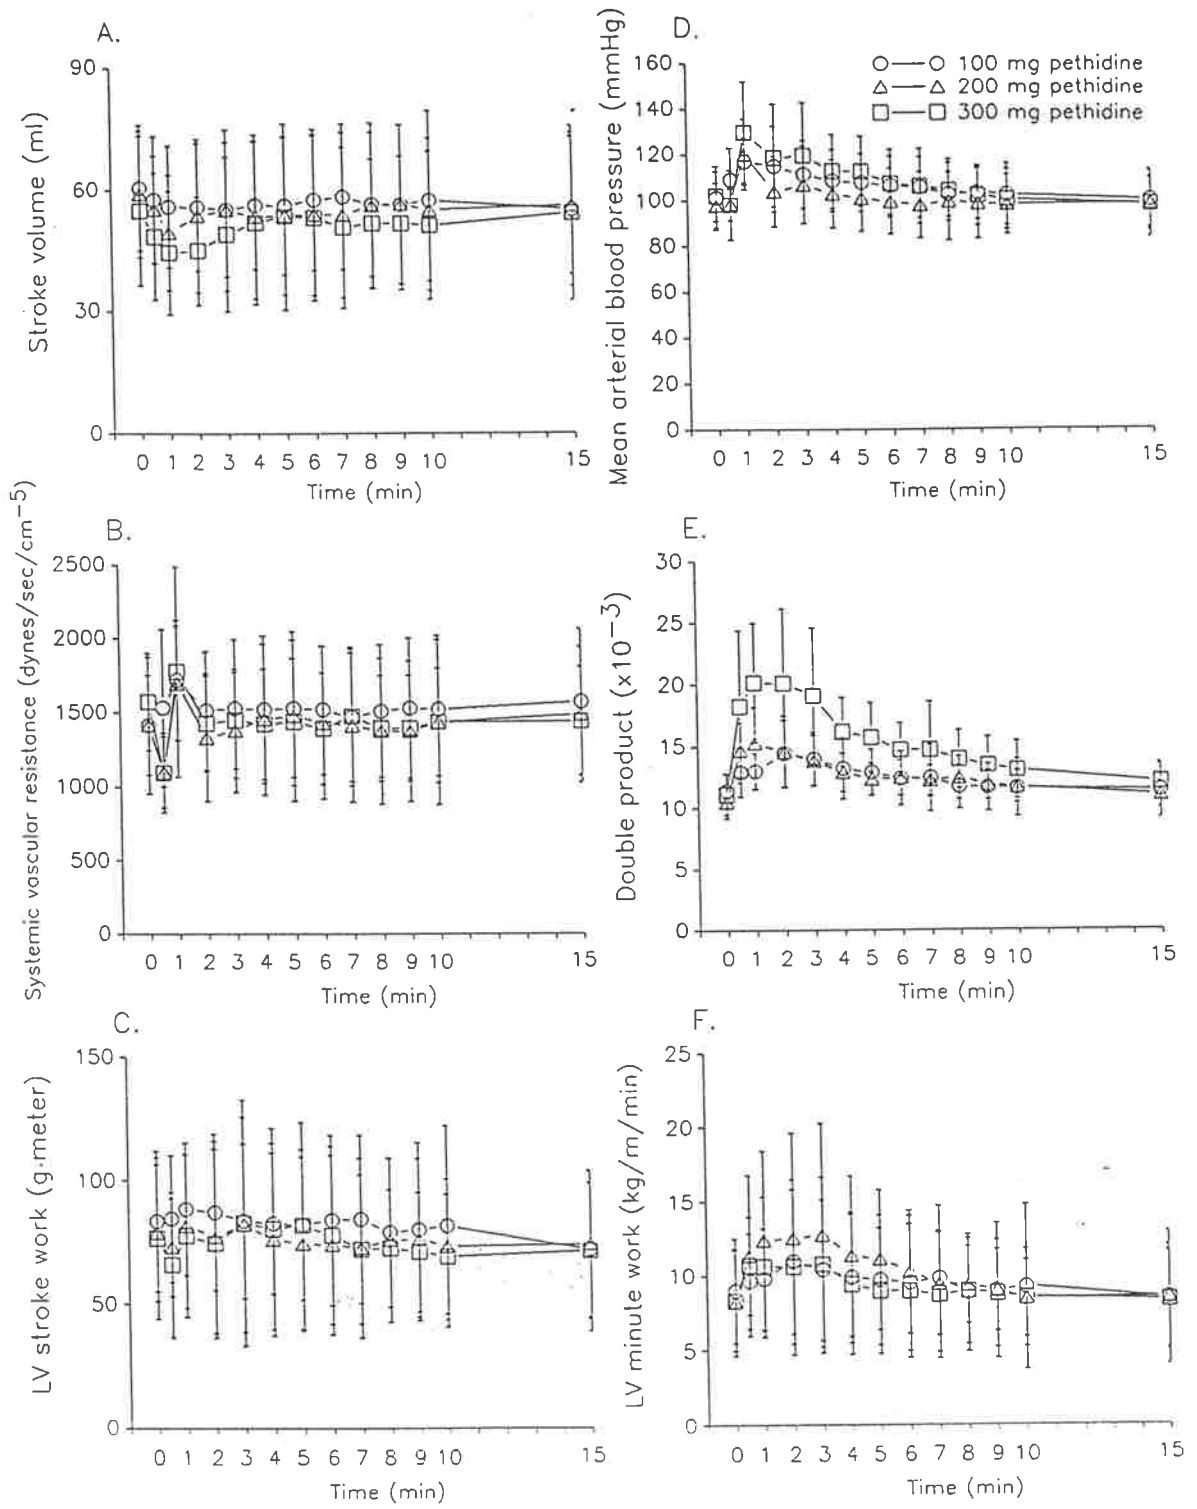 A.
90
60
30
0
Stroke volume (ml)
0 1 2 3 4 5 6 7 8 9 10 15
Time (min)
D.
○—○ 100 mg pethidine
△—△ 200 mg pethidine
□—□ 300 mg pethidine
160
140
120
100
80
60
40
20
0
Mean arterial blood pressure (mmHg)
0 1 2 3 4 5 6 7 8 9 10 15
Time (min)
B.
2500
2000
1500
1000
500
0
Systemic vascular resistance (dynes/sec/cm⁻⁵)
0 1 2 3 4 5 6 7 8 9 10 15
Time (min)
E.
30
25
20
15
10
5
0
Double product (x10⁻³)
0 1 2 3 4 5 6 7 8 9 10 15
Time (min)
C.
150
100
50
0
LV stroke work (g·meter)
0 1 2 3 4 5 6 7 8 9 10 15
Time (min)
F.
25
20
15
10
5
0
LV minute work (kg/m/min)
0 1 2 3 4 5 6 7 8 9 10 15
Time (min)